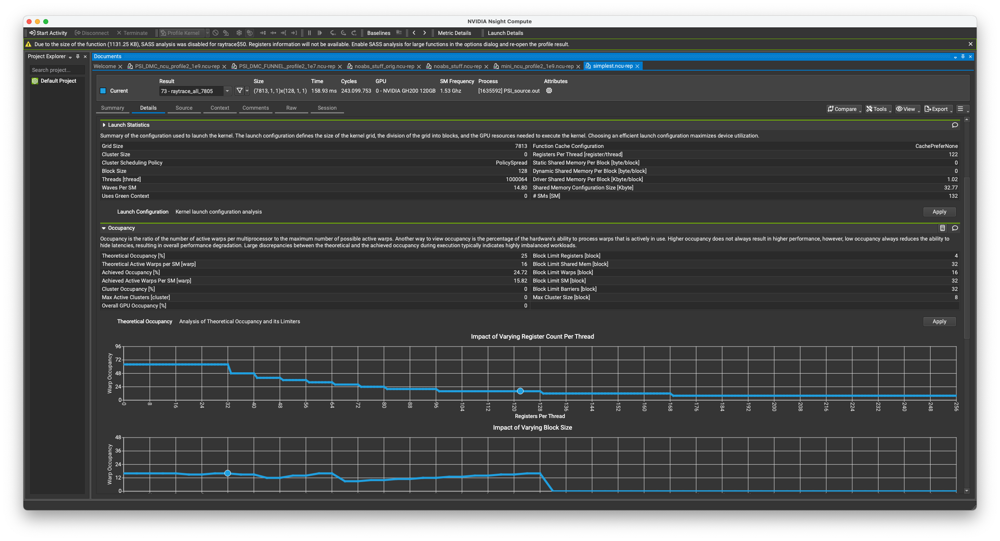 NVIDIA Nsight Compute
Start Activity Disconnect Terminate Profile Kernel Baselines Metric Details Launch Details
Due to the size of the function (1131.25 KB), SASS analysis was disabled for raytrace$50. Registers information will not be available. Enable SASS analysis for large functions in the options dialog and re-open the profile result.
Project Explorer
Search project...
Default Project
Documents
Welcome PSI_DMC_ncu_profile2_1e9.ncu-rep PSI_DMC_FUNNEL_profile2_1e7.ncu-rep noabs_stuff_orig.ncu-rep noabs_stuff.ncu-rep mini_ncu_profile2_1e9.ncu-rep simplest.ncu-rep
Result Size Time Cycles GPU SM Frequency Process Attributes
Current 73 - raytrace_all_7805 (7813, 1, 1)x(128, 1, 1) 158.93 ms 243.099.753 0 - NVIDIA GH200 120GB 1.53 Ghz [1635592] PSI_source.out
Summary Details Source Context Comments Raw Session Compare Tools View Export
Launch Statistics
Summary of the configuration used to launch the kernel. The launch configuration defines the size of the kernel grid, the division of the grid into blocks, and the GPU resources needed to execute the kernel. Choosing an efficient launch configuration maximizes device utilization.
Grid Size 7813 Function Cache Configuration CachePreferNone
Cluster Size 0 Registers Per Thread [register/thread] 122
Cluster Scheduling Policy PolicySpread Static Shared Memory Per Block [byte/block] 0
Block Size 128 Dynamic Shared Memory Per Block [byte/block] 0
Threads [thread] 1000064 Driver Shared Memory Per Block [Kbyte/block] 1.02
Waves Per SM 14.80 Shared Memory Configuration Size [Kbyte] 32.77
Uses Green Context 0 # SMs [SM] 132
Launch Configuration Kernel launch configuration analysis Apply
Occupancy
Occupancy is the ratio of the number of active warps per multiprocessor to the maximum number of possible active warps. Another way to view occupancy is the percentage of the hardware's ability to process warps that is actively in use. Higher occupancy does not always result in higher performance, however, low occupancy always reduces the ability to
hide latencies, resulting in overall performance degradation. Large discrepancies between the theoretical and the achieved occupancy during execution typically indicates highly imbalanced workloads.
Theoretical Occupancy [%] 25 Block Limit Registers [block] 4
Theoretical Active Warps per SM [warp] 16 Block Limit Shared Mem [block] 32
Achieved Occupancy [%] 24.72 Block Limit Warps [block] 16
Achieved Active Warps Per SM [warp] 15.82 Block Limit SM [block] 32
Cluster Occupancy [%] 0 Block Limit Barriers [block] 32
Max Active Clusters [cluster] 0 Max Cluster Size [block] 8
Overall GPU Occupancy [%] 0
Theoretical Occupancy Analysis of Theoretical Occupancy and its Limiters Apply
Impact of Varying Register Count Per Thread
Warp Occupancy
96
72
48
24
0
0 8 16 24 32 40 48 56 64 72 80 88 96 104 112 120 128 136 144 152 160 168 176 184 192 200 208 216 224 232 240 248 256
Registers Per Thread
Impact of Varying Block Size
Warp Occupancy
48
36
24
12
0